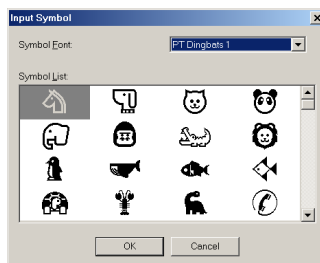 Input Symbol
Symbol Font:
PT Dingbats 1
Symbol List:
OK
Cancel